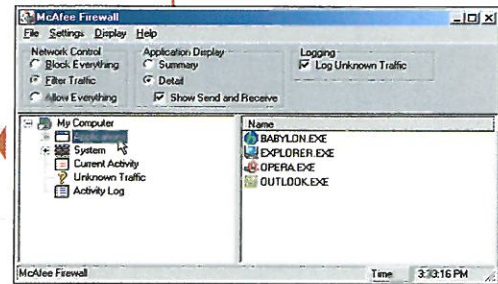 McAfee Firewall
File Settings Display Help
Network Control
Block Everything
Filter Traffic
Allow Everything
Application Display
Summary
Detail
Show Send and Receive
Logging
Log Unknown Traffic
My Computer
Applications
System
Current Activity
Unknown Traffic
Activity Log
Name
BABYLON.EXE
EXPLORER.EXE
OPERA.EXE
OUTLOOK.EXE
McAfee Firewall
Time
3:33:16 PM